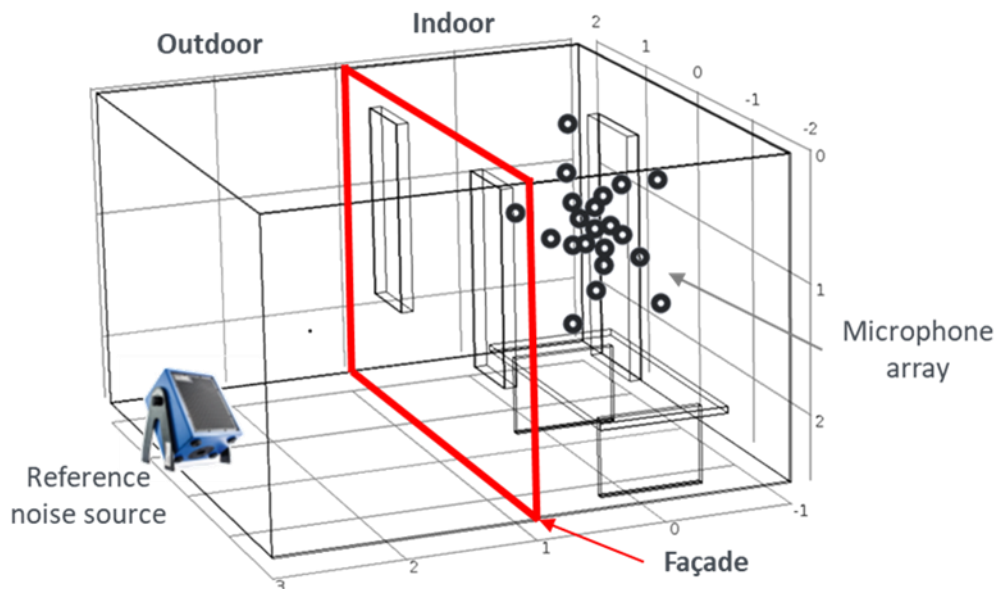 Outdoor
Indoor
2
1
0
-1
-2
0
1
2
Microphone
array
Reference
noise source
Façade
3
2
1
0
-1